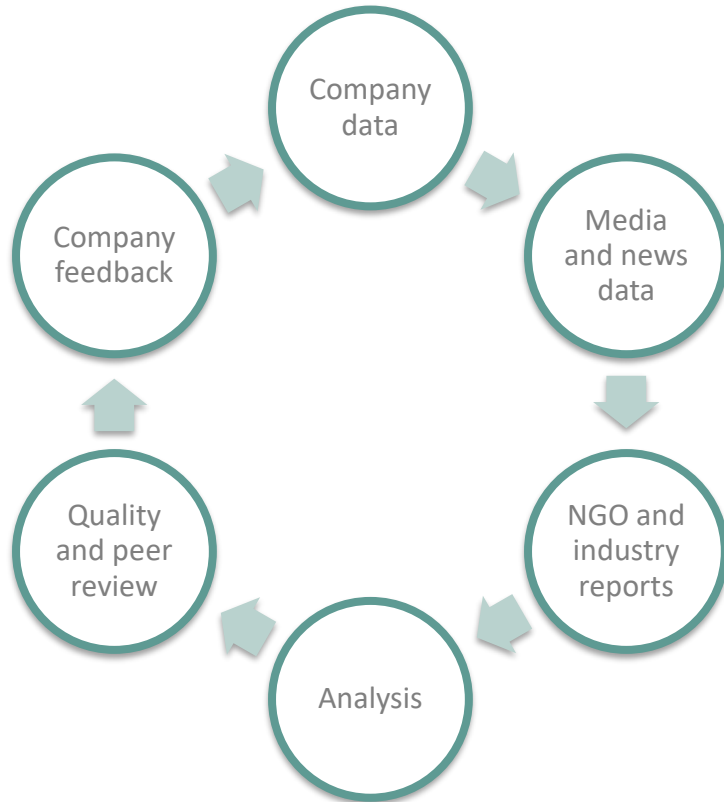 Company
data
Media
and news
data
NGO and
industry
reports
Analysis
Quality
and peer
review
Company
feedback